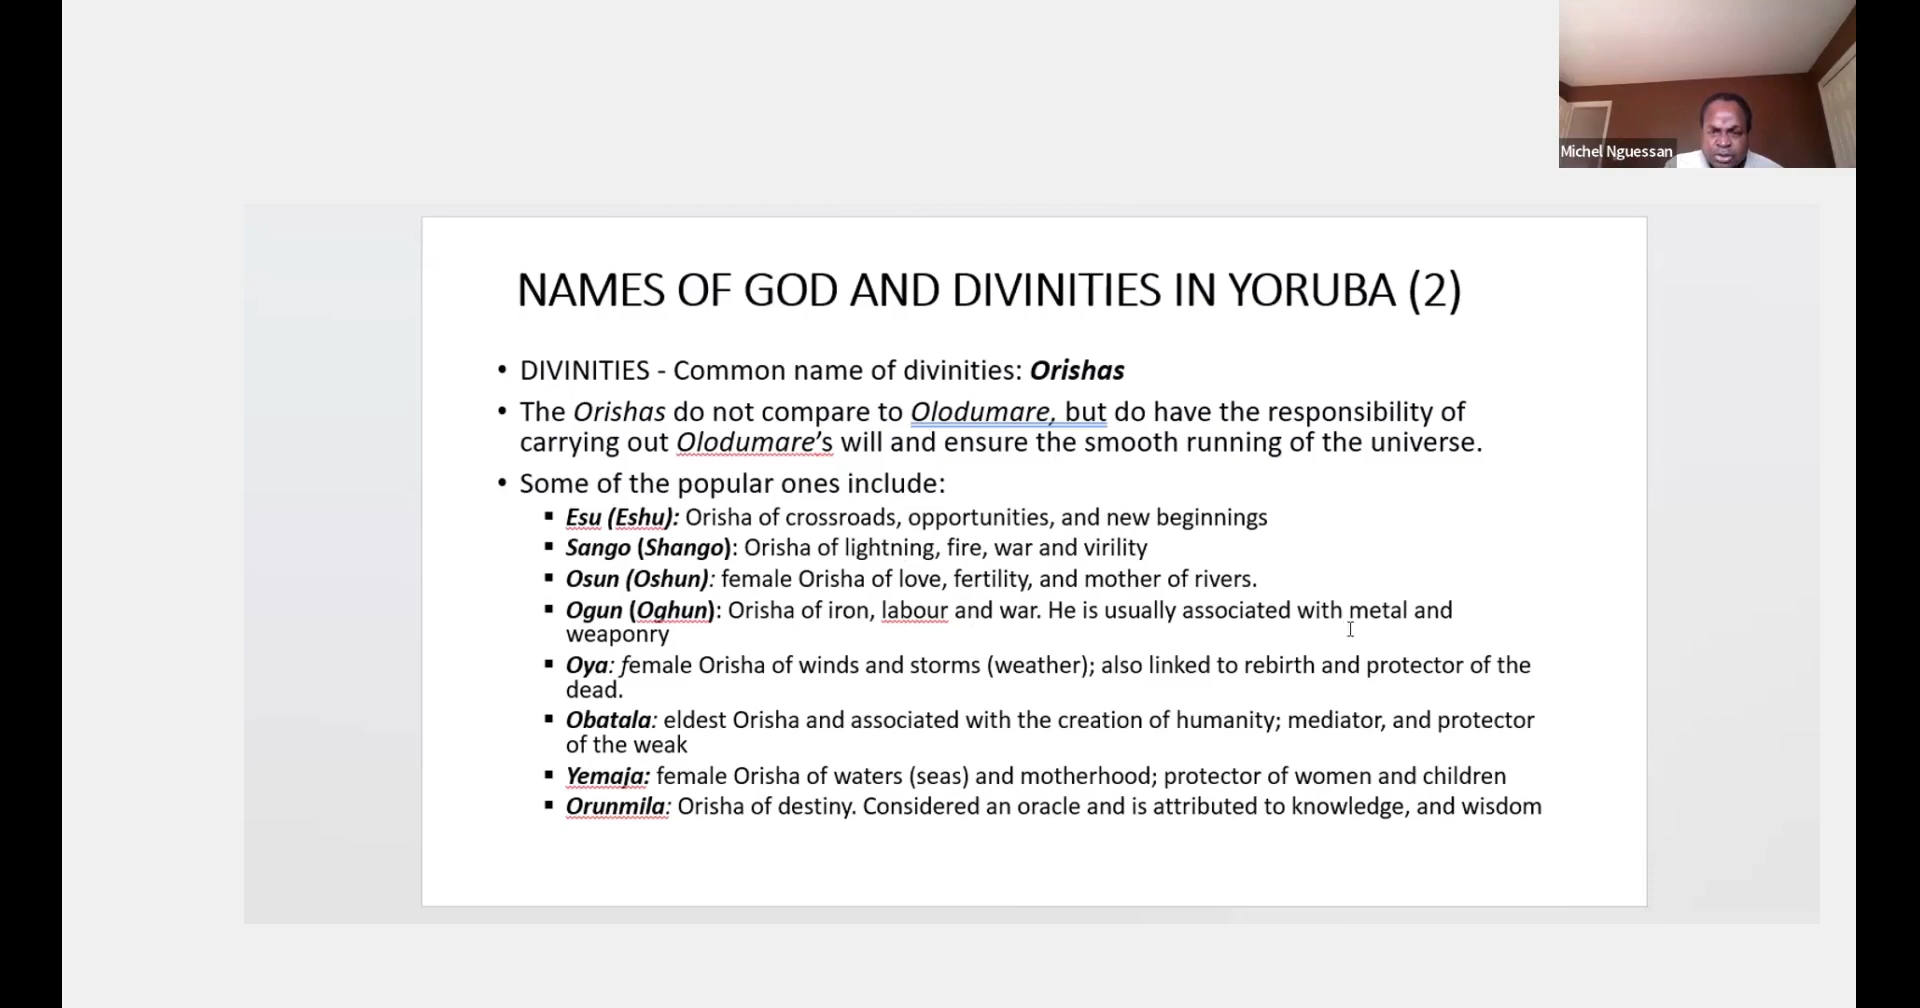 Michel Nguessan
NAMES OF GOD AND DIVINITIES IN YORUBA (2)
• DIVINITIES - Common name of divinities: Orishas
• The Orishas do not compare to Olodumare, but do have the responsibility of
carrying out Olodumare’s will and ensure the smooth running of the universe.
• Some of the popular ones include:
▪ Esu (Eshu): Orisha of crossroads, opportunities, and new beginnings
▪ Sango (Shango): Orisha of lightning, fire, war and virility
▪ Osun (Oshun): female Orisha of love, fertility, and mother of rivers.
▪ Ogun (Oghun): Orisha of iron, labour and war. He is usually associated with metal and
weaponry
▪ Oya: female Orisha of winds and storms (weather); also linked to rebirth and protector of the
dead.
▪ Obatala: eldest Orisha and associated with the creation of humanity; mediator, and protector
of the weak
▪ Yemaja: female Orisha of waters (seas) and motherhood; protector of women and children
▪ Orunmila: Orisha of destiny. Considered an oracle and is attributed to knowledge, and wisdom